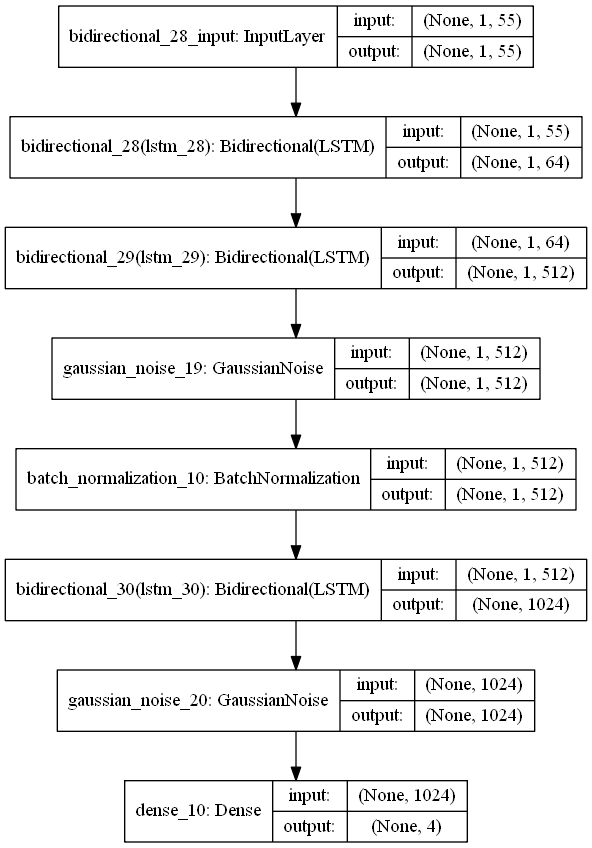 bidirectional_28_input: InputLayer
input: (None, 1, 55)
output: (None, 1, 55)
bidirectional_28(lstm_28): Bidirectional(LSTM)
input: (None, 1, 55)
output: (None, 1, 64)
bidirectional_29(lstm_29): Bidirectional(LSTM)
input: (None, 1, 64)
output: (None, 1, 512)
gaussian_noise_19: GaussianNoise
input: (None, 1, 512)
output: (None, 1, 512)
batch_normalization_10: BatchNormalization
input: (None, 1, 512)
output: (None, 1, 512)
bidirectional_30(lstm_30): Bidirectional(LSTM)
input: (None, 1, 512)
output: (None, 1024)
gaussian_noise_20: GaussianNoise
input: (None, 1024)
output: (None, 1024)
dense_10: Dense
input: (None, 1024)
output: (None, 4)